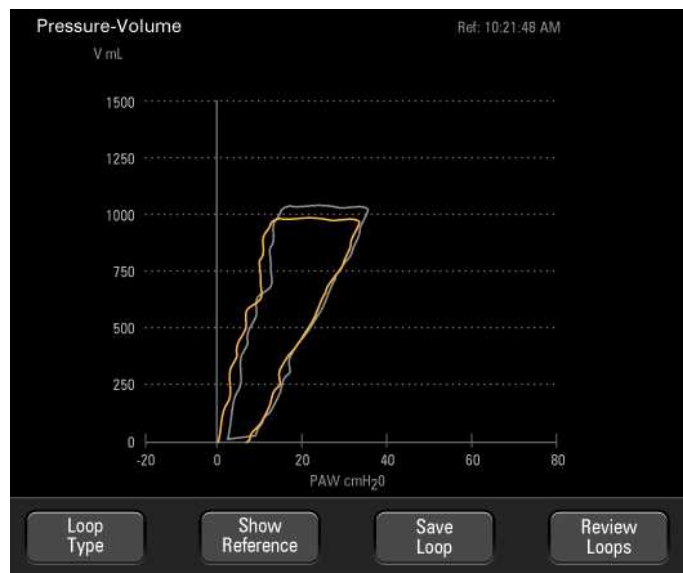 Pressure-Volume
Ref: 10:21:48 AM
V mL
1500
1250
1000
750
500
250
0
-20 0 20 40 60 80
PAW cmH20
Loop Type
Show Reference
Save Loop
Review Loops